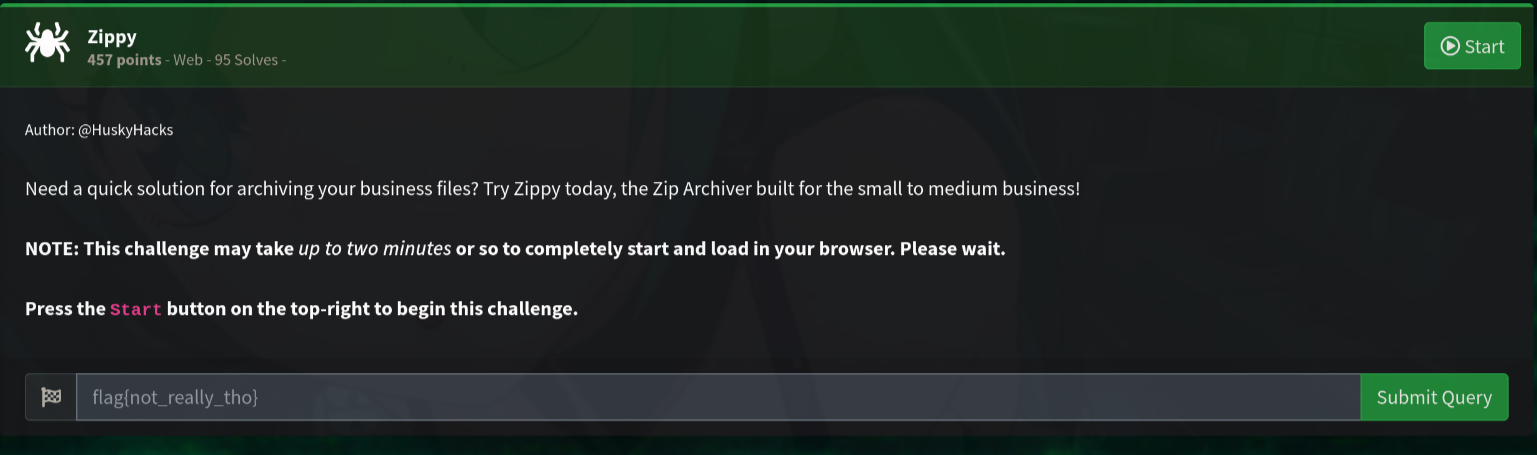 Zippy
457 points - Web - 95 Solves -
Start
Author: @HuskyHacks
Need a quick solution for archiving your business files? Try Zippy today, the Zip Archiver built for the small to medium business!
NOTE: This challenge may take up to two minutes or so to completely start and load in your browser. Please wait.
Press the Start button on the top-right to begin this challenge.
flag{not_really_tho}
Submit Query